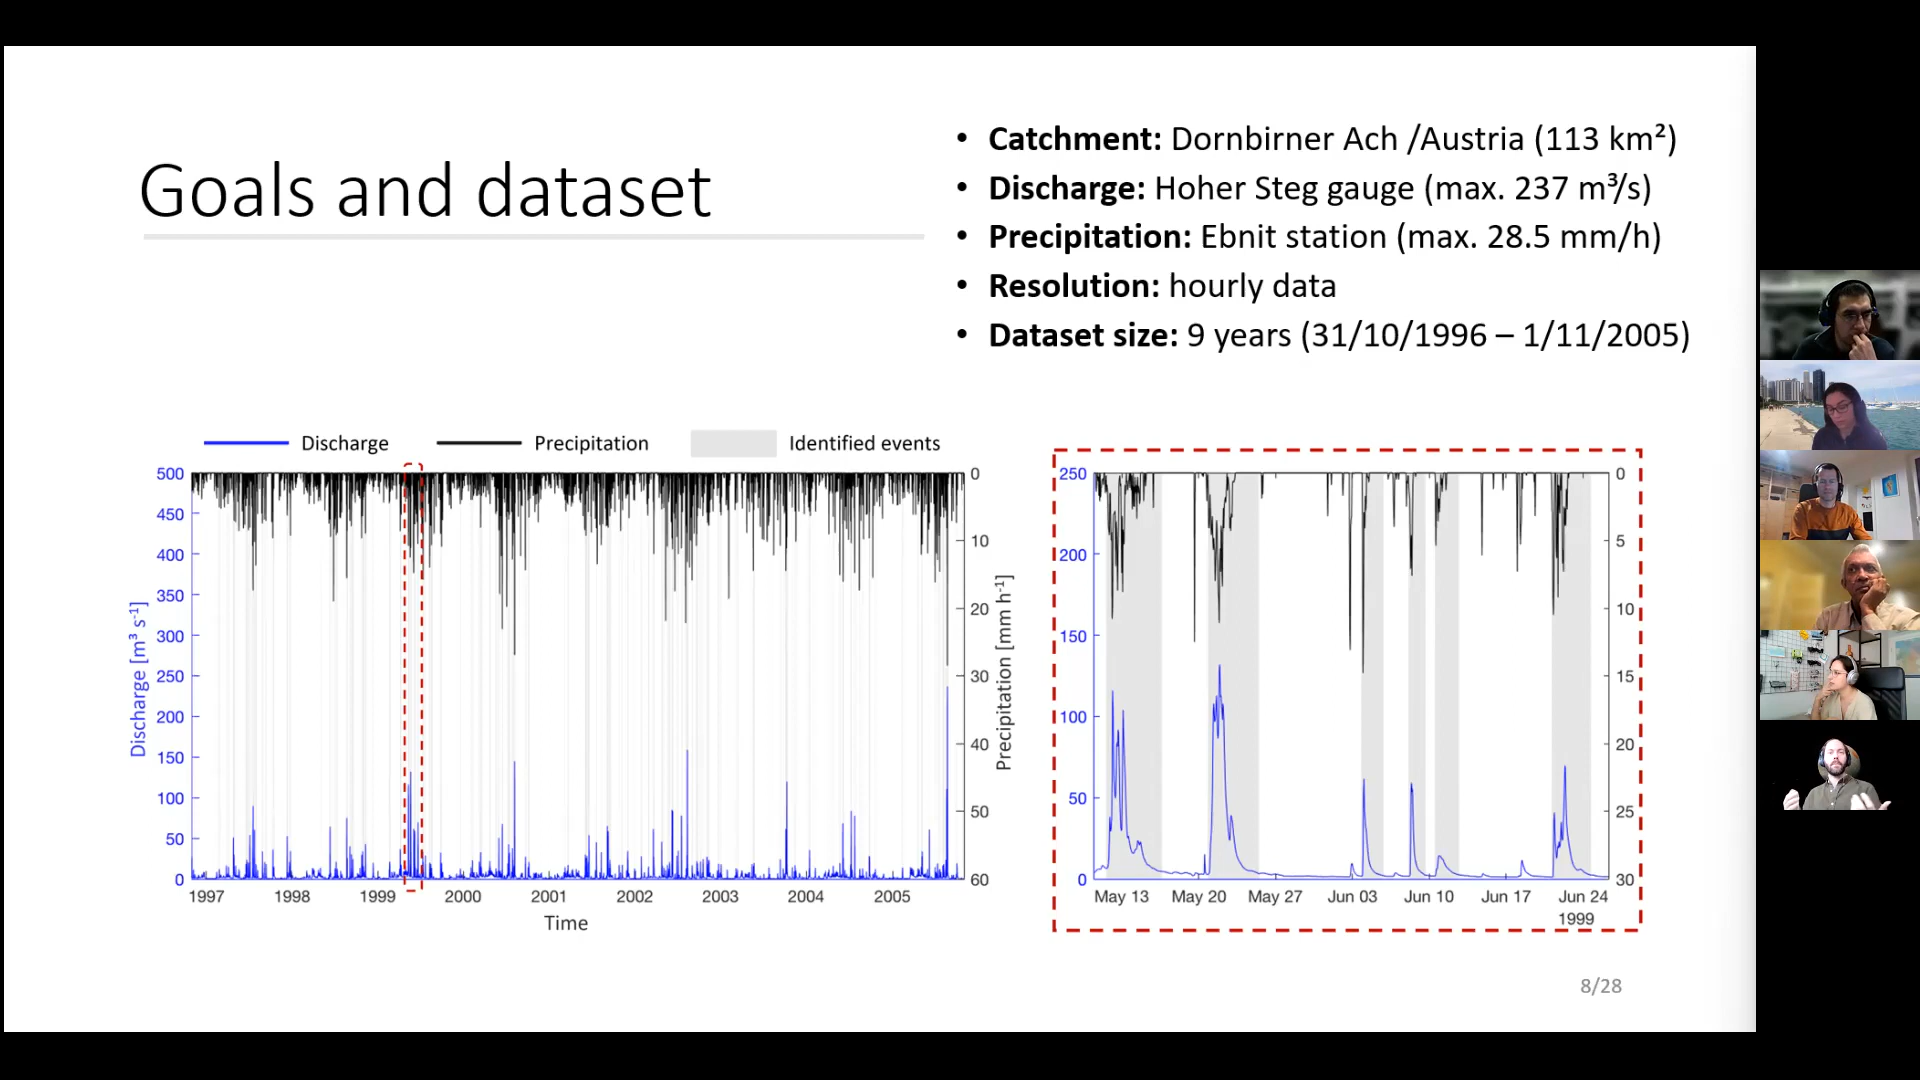 Goals and dataset
• Catchment: Dornbirner Ach /Austria (113 km²)
• Discharge: Hoher Steg gauge (max. 237 m³/s)
• Precipitation: Ebnit station (max. 28.5 mm/h)
• Resolution: hourly data
• Dataset size: 9 years (31/10/1996 – 1/11/2005)
Discharge Precipitation Identified events
Discharge [m³ s⁻¹]
500
450
400
350
300
250
200
150
100
50
0
0
10
20
30
40
50
60
Precipitation [mm h⁻¹]
1997 1998 1999 2000 2001 2002 2003 2004 2005
Time
250
200
150
100
50
0
0
5
10
15
20
25
30
May 13 May 20 May 27 Jun 03 Jun 10 Jun 17 Jun 24
1999
8/28